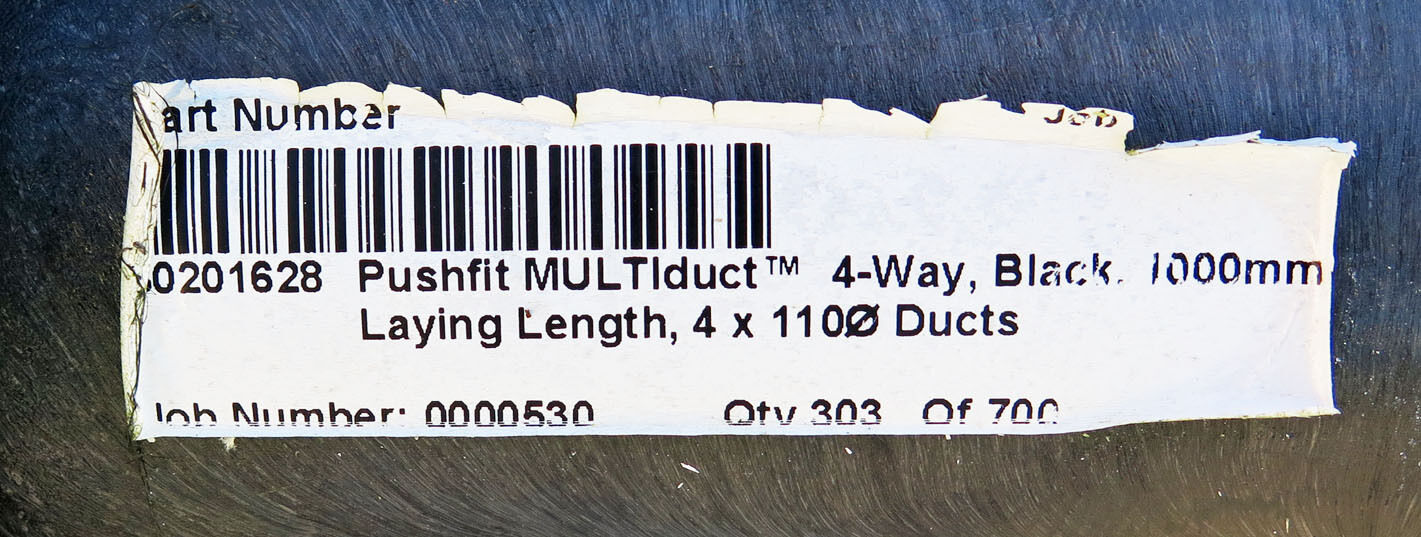 art Number Job
0201628 Pushfit MULTIduct™ 4-Way, Black, 1000mm
Laying Length, 4 x 110Ø Ducts
Job Number: 0000530 Qty 303 Of 700